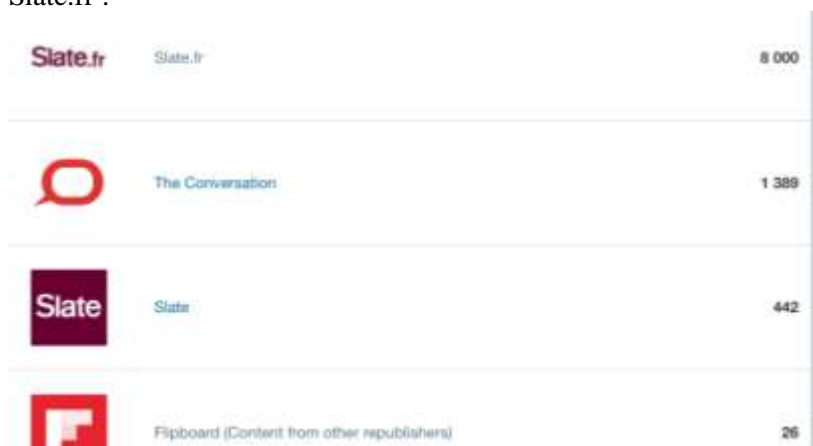 Slate.fr :
Slate.fr Slate.fr 8 000
The Conversation 1 389
Slate Slate 442
Flipboard (Content from other republishers) 26